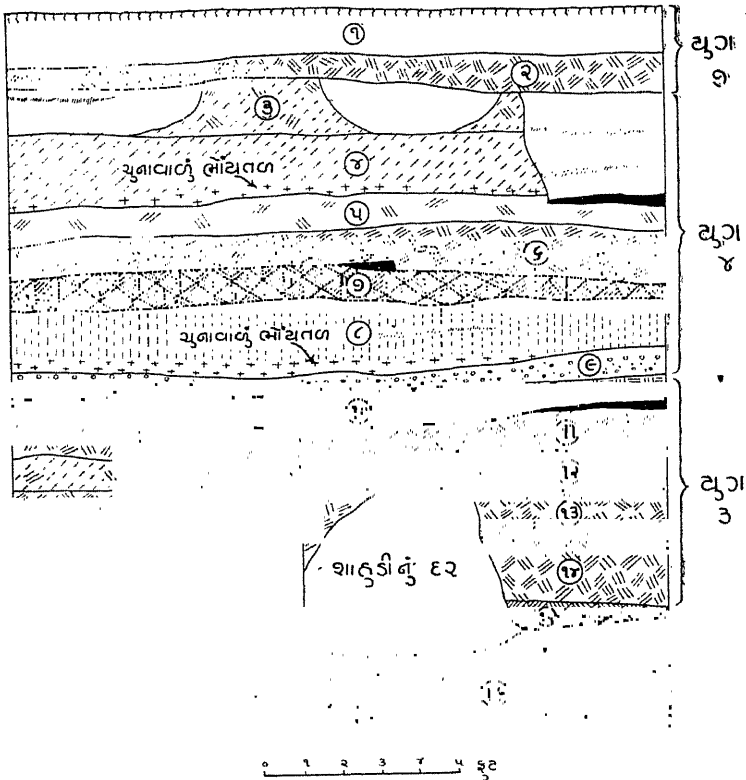 ૧
યુગ
૭
૨
૩
ચુનાવાળું ભોંયતળ
૪
૫
યુગ
૪
૬
૭
ચુનાવાળું ભોંયતળ
૮
૯
૧૧
૧૨
યુગ
૩
૧૩
શાહુડીનું દર
૧૪
૦ ૧ ૨ ૩ ૪ ૫ ફૂટ